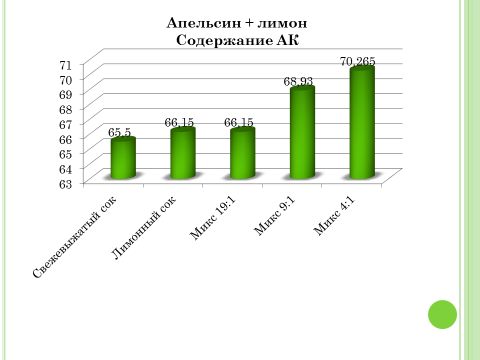 Апельсин + лимон
Содержание АК
71
70
69
68
67
66
65
64
63
65,5
66,15
66,15
68,93
70,265
Свежевыжатый сок
Лимонный сок
Микс 19:1
Микс 9:1
Микс 4:1